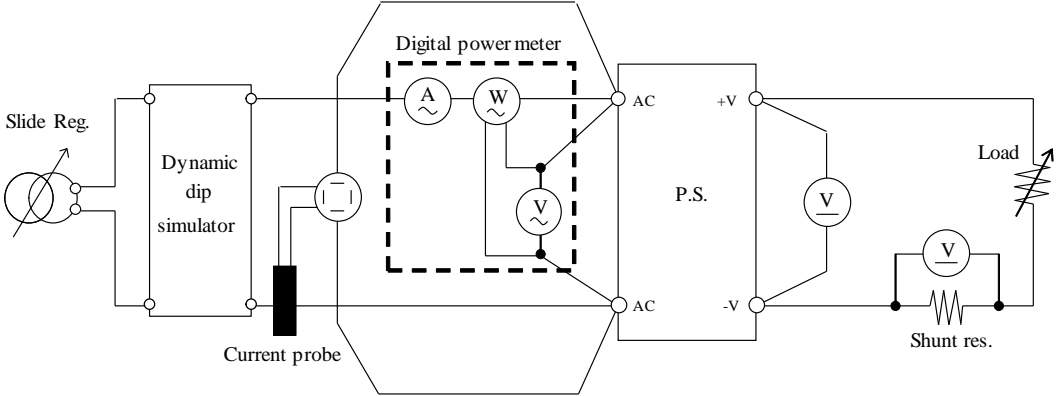 Digital power meter
Slide Reg.
Dynamic
dip
simulator
Current probe
A
W
V
AC
AC
P.S.
+V
-V
V
Load
V
Shunt res.